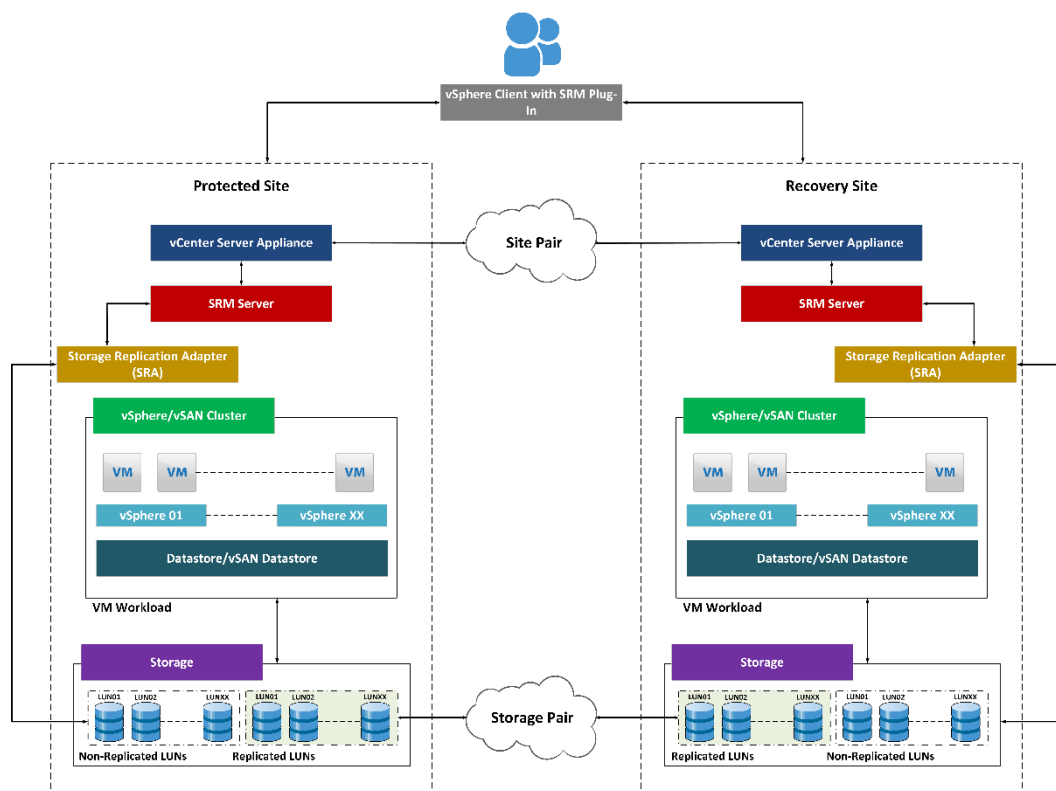 vSphere Client with SRM Plug-
In
Protected Site
vCenter Server Appliance
SRM Server
Storage Replication Adapter
(SRA)
vSphere/vSAN Cluster
VM
VM
VM
vSphere 01
vSphere XX
Datastore/vSAN Datastore
VM Workload
Storage
LUN01
LUN02
LUNXX
LUN01
LUN02
LUNXX
Non-Replicated LUNs
Replicated LUNs
Site Pair
Storage Pair
Recovery Site
vCenter Server Appliance
SRM Server
Storage Replication Adapter
(SRA)
vSphere/vSAN Cluster
VM
VM
VM
vSphere 01
vSphere XX
Datastore/vSAN Datastore
VM Workload
Storage
LUN01
LUN02
LUNXX
LUN01
LUN02
LUNXX
Replicated LUNs
Non-Replicated LUNs